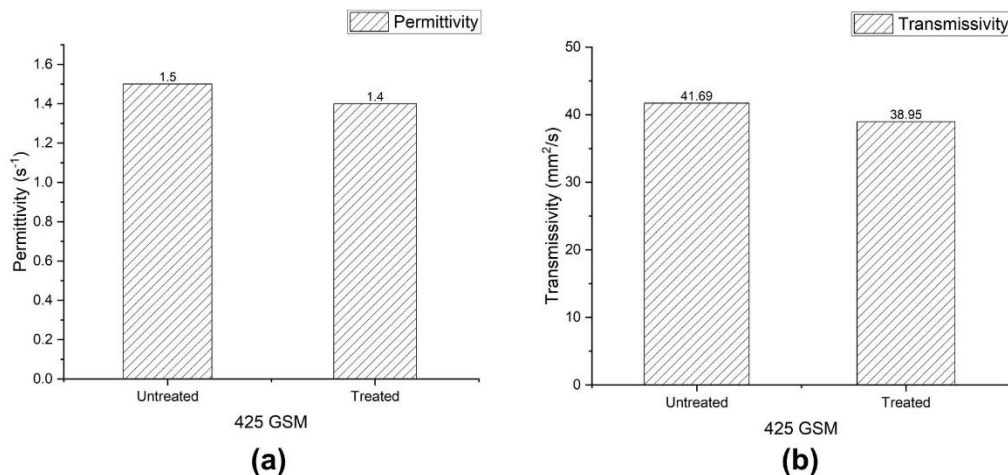 Permittivity
Permittivity (s⁻¹)
1.6
1.4
1.2
1.0
0.8
0.6
0.4
0.2
0.0
1.5
1.4
Untreated
Treated
425 GSM
(a)
Transmissivity
Transmissivity (mm²/s)
50
40
30
20
10
0
41.69
38.95
Untreated
Treated
425 GSM
(b)